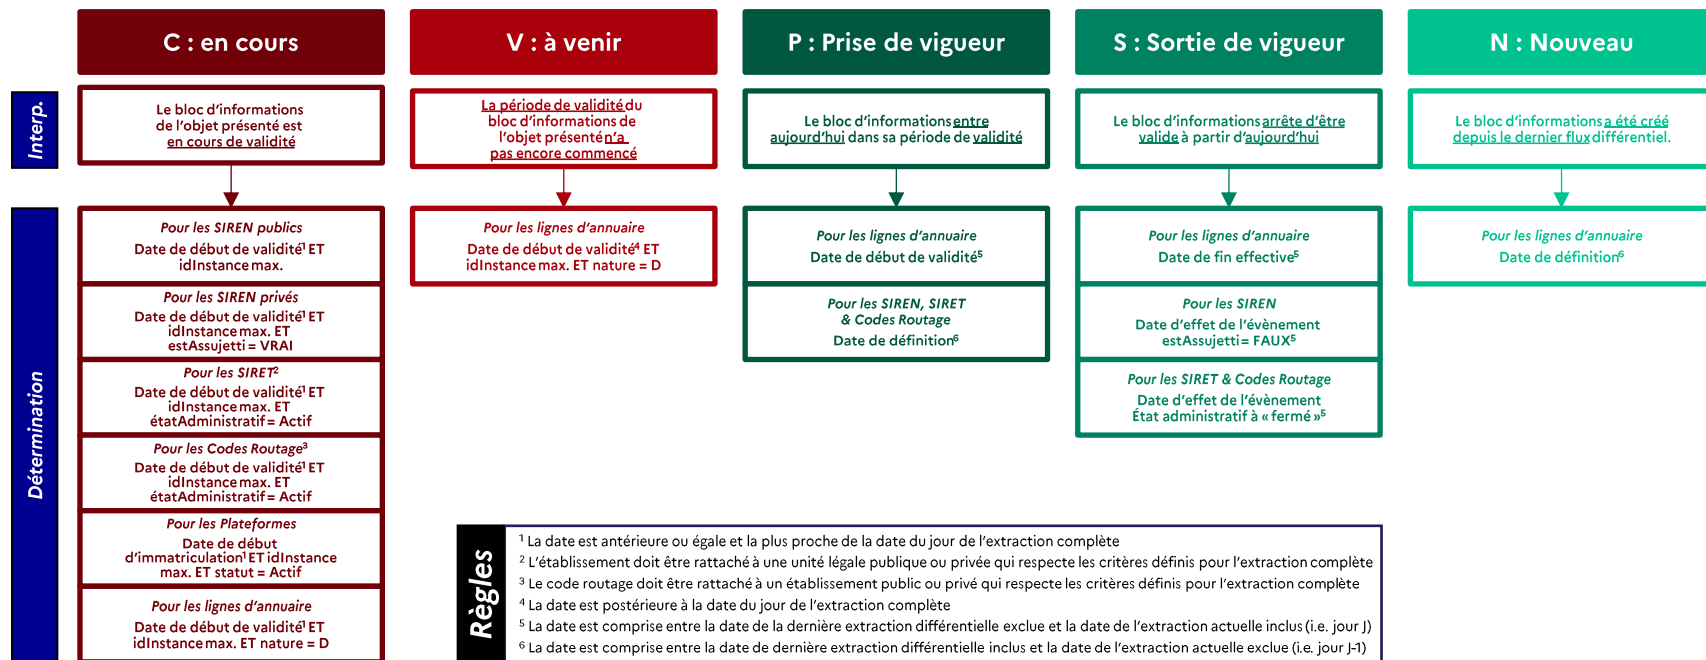 C : en cours
V : à venir
P : Prise de vigueur
S : Sortie de vigueur
N : Nouveau
Interp.
Le bloc d'informations
de l'objet présenté est
en cours de validité
La période de validité du
bloc d'informations de
l'objet présenté n'a
pas encore commencé
Le bloc d'informations entre
aujourd'hui dans sa période de validité
Le bloc d'informations arrête d'être
valide à partir d'aujourd'hui
Le bloc d'informations a été créé
depuis le dernier flux différentiel.
Détermination
Pour les SIREN publics
Date de début de validité¹ ET
idInstance max.
Pour les SIREN privés
Date de début de validité¹ ET
idInstance max. ET
estAssujetti = VRAI
Pour les SIRET²
Date de début de validité¹ ET
idInstance max. ET
étatAdministratif = Actif
Pour les Codes Routage³
Date de début de validité¹ ET
idInstance max. ET
étatAdministratif = Actif
Pour les Plateformes
Date de début
d'immatriculation¹ ET idInstance
max. ET statut = Actif
Pour les lignes d'annuaire
Date de début de validité¹ ET
idInstance max. ET nature = D
Pour les lignes d'annuaire
Date de début de validité⁴ ET
idInstance max. ET nature = D
Pour les lignes d'annuaire
Date de début de validité⁵
Pour les SIREN, SIRET
& Codes Routage
Date de définition⁶
Pour les lignes d'annuaire
Date de fin effective⁵
Pour les SIREN
Date d'effet de l'évènement
estAssujetti = FAUX⁵
Pour les SIRET & Codes Routage
Date d'effet de l'évènement
État administratif à « fermé »⁵
Pour les lignes d'annuaire
Date de définition⁶
Règles
¹ La date est antérieure ou égale et la plus proche de la date du jour de l'extraction complète
² L'établissement doit être rattaché à une unité légale publique ou privée qui respecte les critères définis pour l'extraction complète
³ Le code routage doit être rattaché à un établissement public ou privé qui respecte les critères définis pour l'extraction complète
⁴ La date est postérieure à la date du jour de l'extraction complète
⁵ La date est comprise entre la date de la dernière extraction différentielle exclue et la date de l'extraction actuelle inclus (i.e. jour J)
⁶ La date est comprise entre la date de dernière extraction différentielle inclus et la date de l'extraction actuelle exclue (i.e. jour J-1)